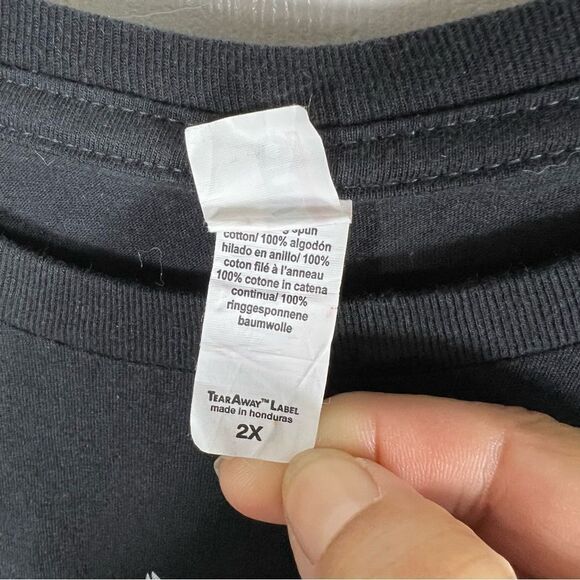 spun
cotton/ 100% algodón
hilado en anillo/ 100%
coton filé à l'anneau
100% cotone in catena
continua/ 100%
ringgesponnene
baumwolle
TearAway™ Label
made in honduras
2X